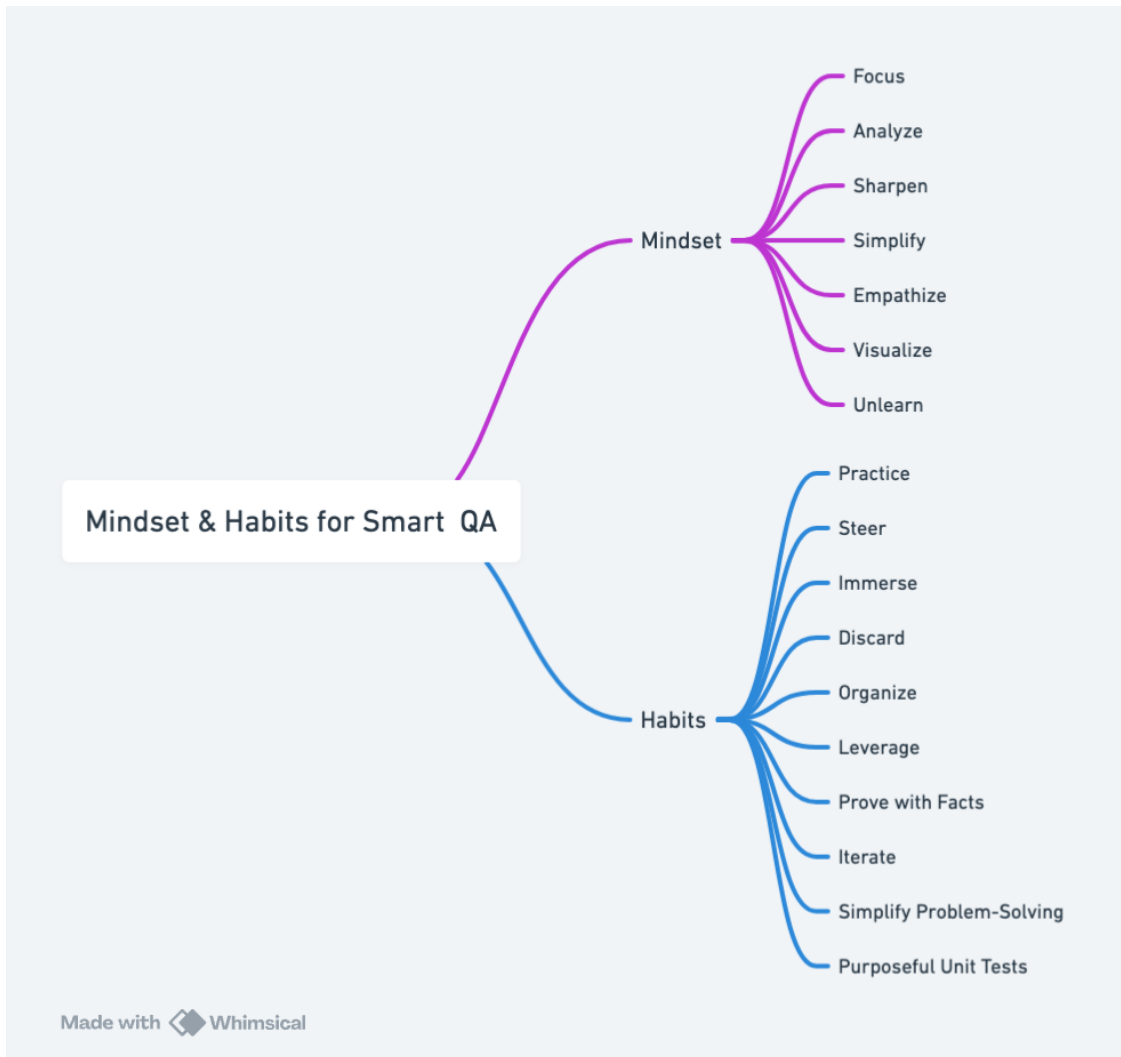 Mindset & Habits for Smart  QA
Mindset
Focus
Analyze
Sharpen
Simplify
Empathize
Visualize
Unlearn
Habits
Practice
Steer
Immerse
Discard
Organize
Leverage
Prove with Facts
Iterate
Simplify Problem-Solving
Purposeful Unit Tests
Made with Whimsical